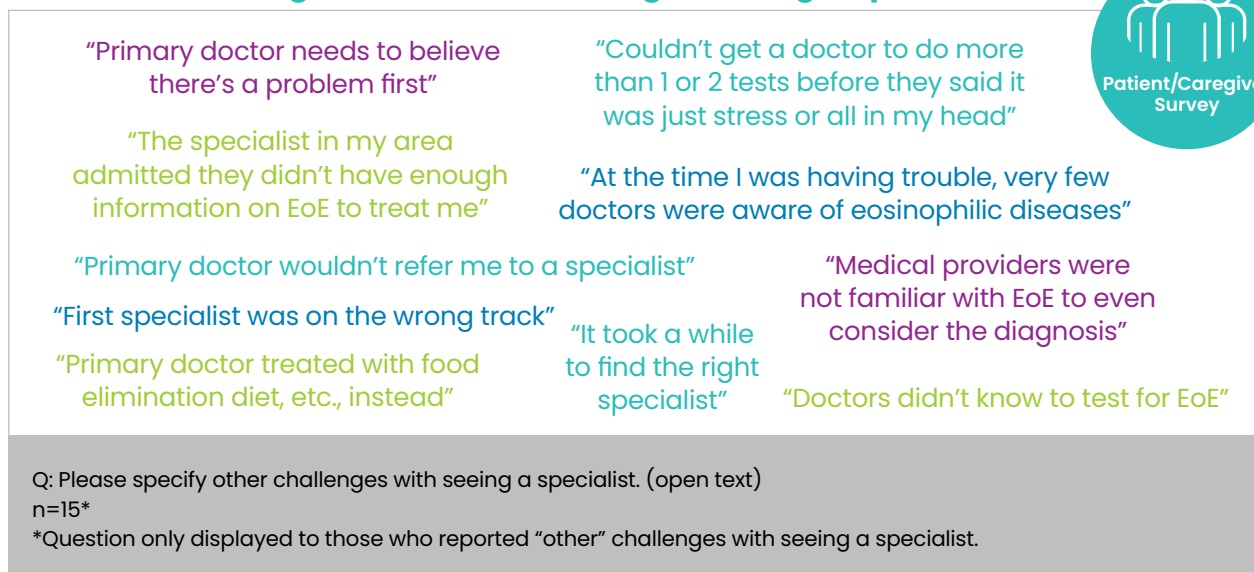 “Primary doctor needs to believe
there’s a problem first”
“Couldn’t get a doctor to do more
than 1 or 2 tests before they said it
was just stress or all in my head”
Patient/Caregive
Survey
“The specialist in my area
admitted they didn’t have enough
information on EoE to treat me”
“At the time I was having trouble, very few
doctors were aware of eosinophilic diseases”
“Primary doctor wouldn’t refer me to a specialist”
“Medical providers were
not familiar with EoE to even
consider the diagnosis”
“First specialist was on the wrong track”
“It took a while
to find the right
specialist”
“Primary doctor treated with food
elimination diet, etc., instead”
“Doctors didn’t know to test for EoE”
Q: Please specify other challenges with seeing a specialist. (open text)
n=15*
*Question only displayed to those who reported “other” challenges with seeing a specialist.